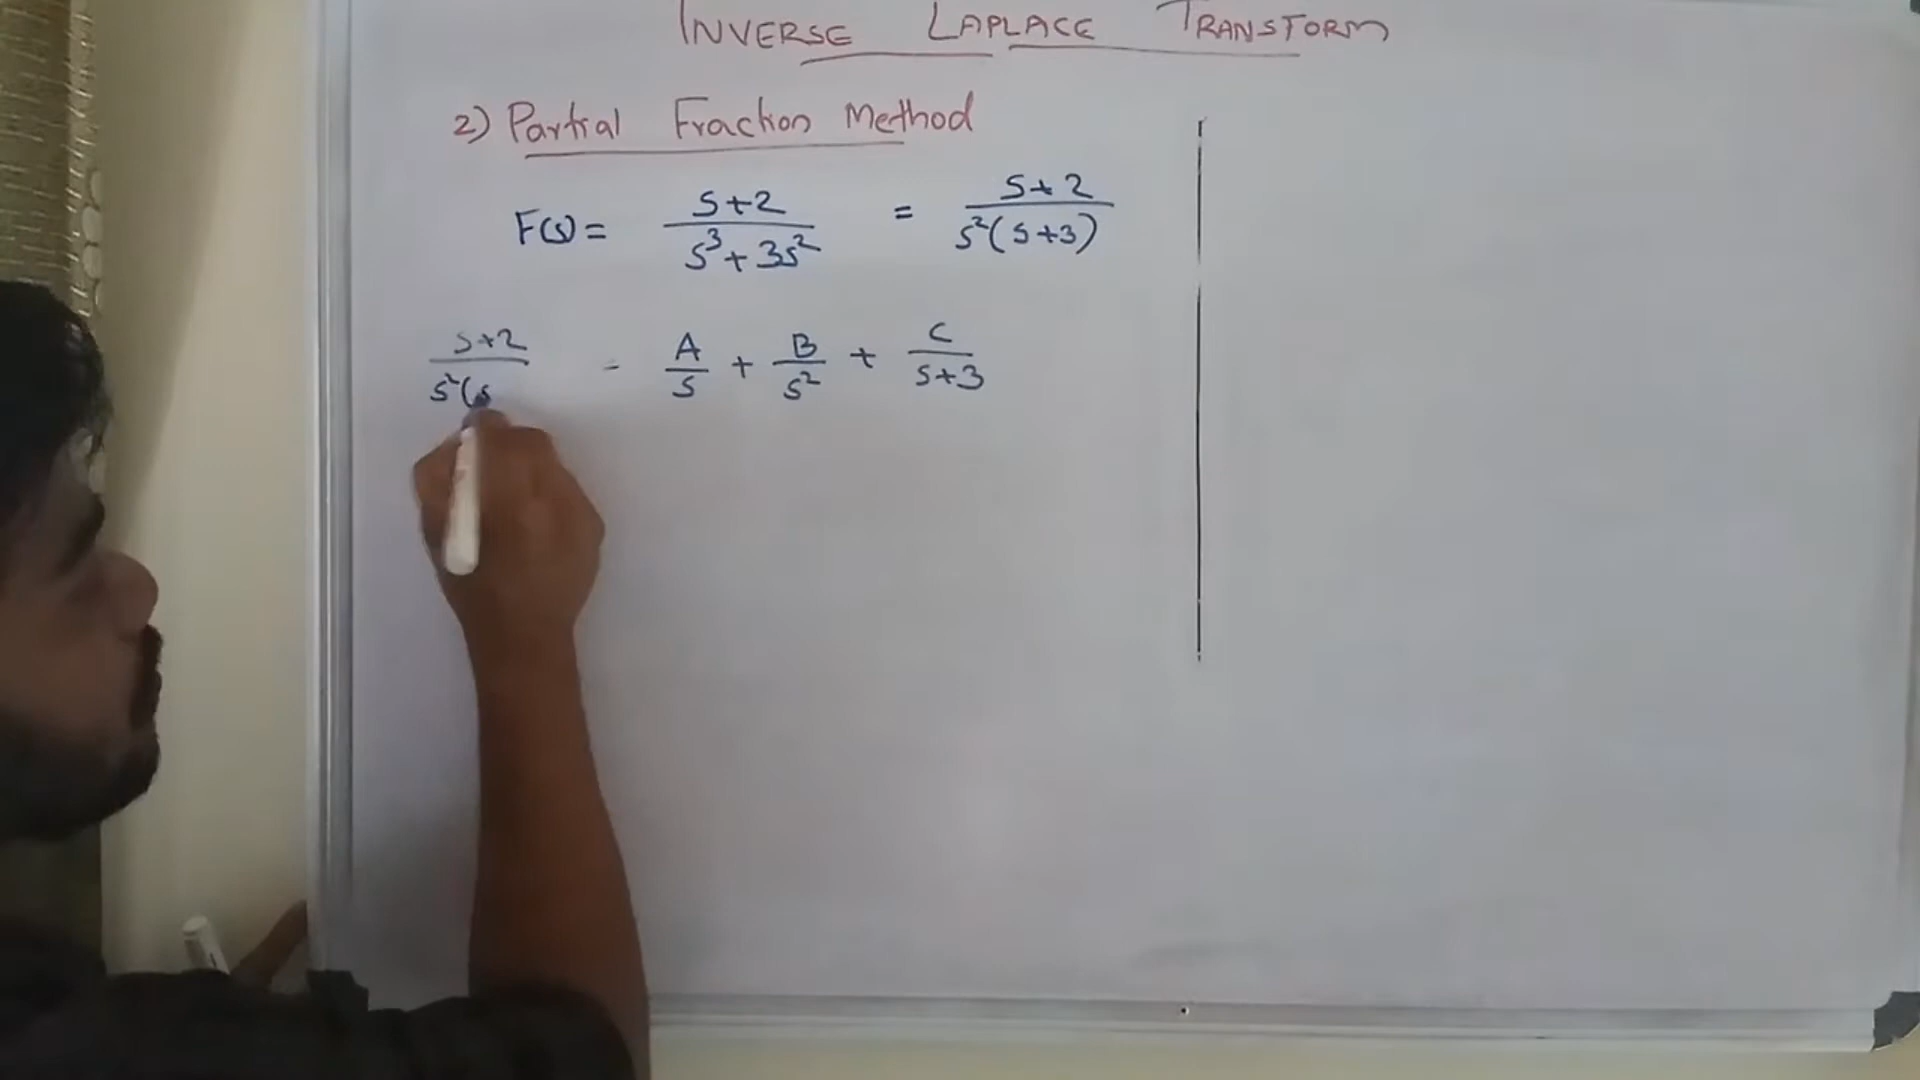 INVERSE LAPLACE TRANSFORM
2) Partial Fraction Method
F(s) = s+2 / s³+3s² = s+2 / s²(s+3)
s+2 / s²(s = A/s + B/s² + C/s+3